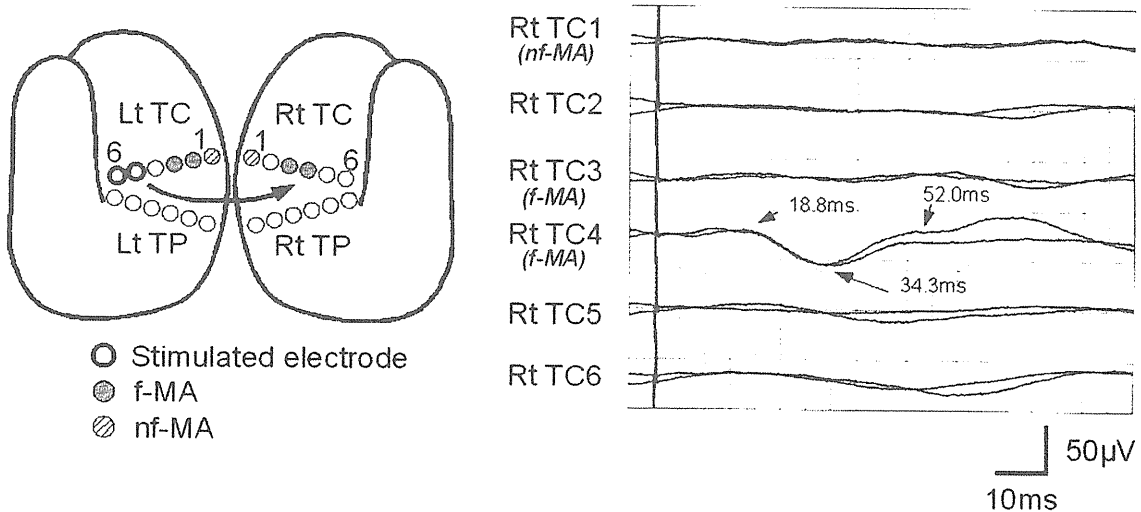 Lt TC
Rt TC
6
1
1
6
Lt TP
Rt TP
Stimulated electrode
f-MA
nf-MA
Rt TC1
(nf-MA)
Rt TC2
Rt TC3
(f-MA)
Rt TC4
(f-MA)
Rt TC5
Rt TC6
18.8ms.
52.0ms
34.3ms
50µV
10ms